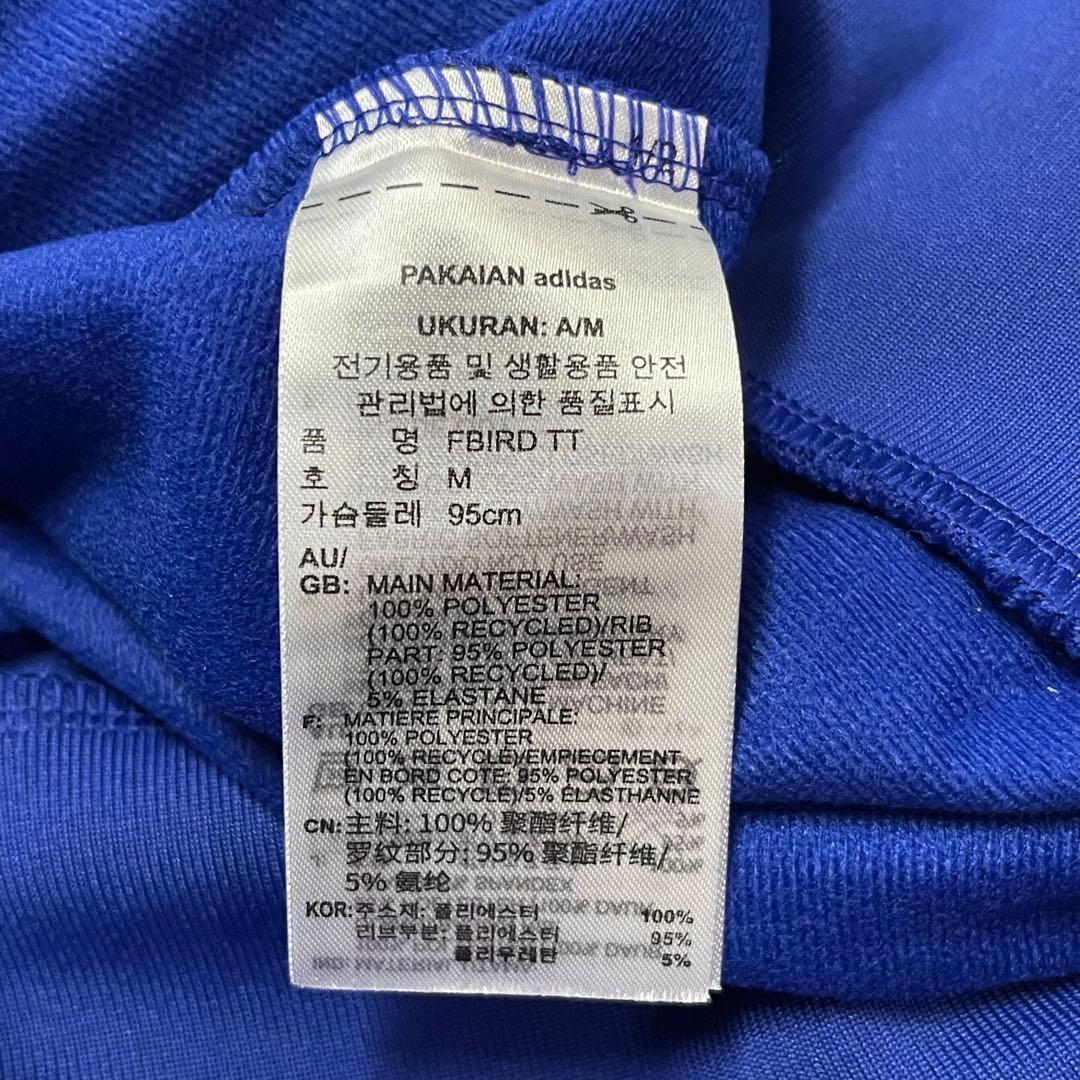 PAKAIAN adidas
UKURAN: A/M
전기용품 및 생활용품 안전
관리법에 의한 품질표시
품 명 FBIRD TT
호 칭 M
가슴둘레 95cm
AU/
GB: MAIN MATERIAL:
100% POLYESTER
(100% RECYCLED)/RIB
PART: 95% POLYESTER
(100% RECYCLED)/
5% ELASTANE
F: MATIERE PRINCIPALE:
100% POLYESTER
(100% RECYCLÉ)/EMPIECEMENT
EN BORD COTE: 95% POLYESTER
(100% RECYCLÉ)/5% ÉLASTHANNE
CN: 主料: 100% 聚酯纤维/
罗纹部分: 95% 聚酯纤维/
5% 氨纶
KOR: 주소재: 폴리에스터 100%
리브부분: 폴리에스터 95%
폴리우레탄 5%